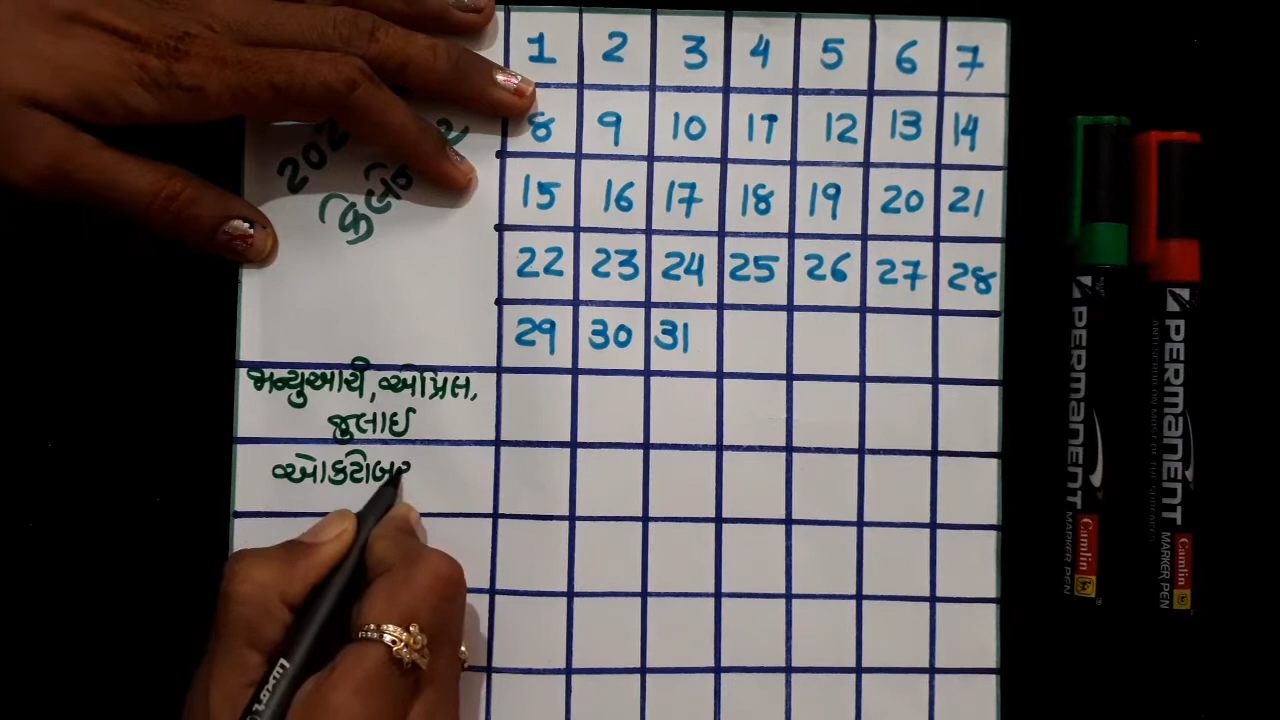 1 2 3 4 5 6 7
8 9 10 11 12 13 14
15 16 17 18 19 20 21
22 23 24 25 26 27 28
29 30 31
જાન્યુઆરી, એપ્રિલ,
જુલાઈ
ઓક્ટોબર
PERMANENT
MARKER PEN
Camlin
PERMANENT
MARKER PEN
Camlin
Luxor